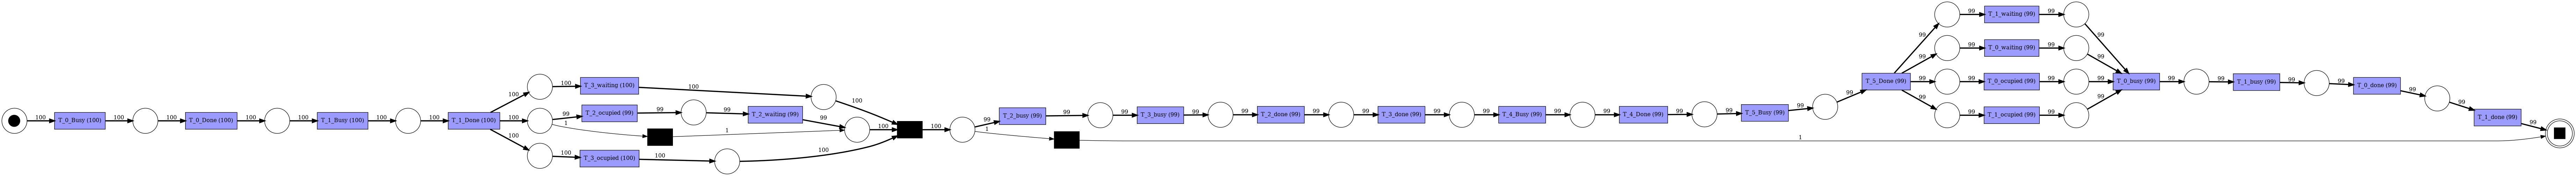 100
T_0_Busy (100)
100
100
T_0_Done (100)
100
100
T_1_Busy (100)
100
100
T_1_Done (100)
100
100
T_3_waiting (100)
100
100
100
99
T_2_ocupied (99)
99
99
T_2_waiting (99)
99
1
1
100
100
100
T_3_ocupied (100)
100
100
100
99
T_2_busy (99)
99
1
1
99
T_3_busy (99)
99
99
T_2_done (99)
99
99
T_3_done (99)
99
99
T_4_Busy (99)
99
99
T_4_Done (99)
99
99
T_5_Busy (99)
99
99
T_5_Done (99)
99
99
T_1_waiting (99)
99
99
99
99
T_0_waiting (99)
99
99
99
99
T_0_ocupied (99)
99
99
99
99
T_1_ocupied (99)
99
99
T_0_busy (99)
99
99
T_1_busy (99)
99
99
T_0_done (99)
99
99
T_1_done (99)
99